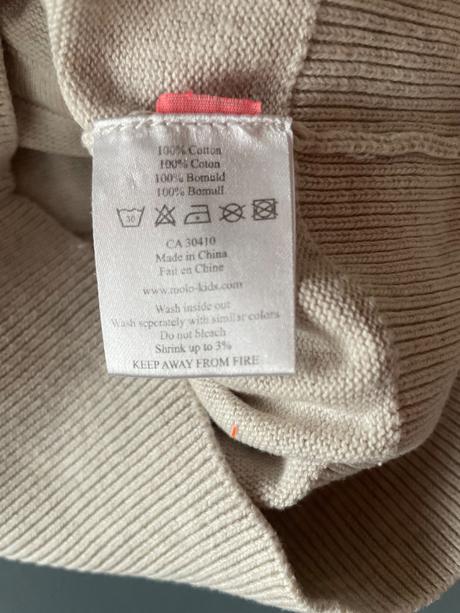 100% Cotton
100% Coton
100% Bomuld
100% Bomull
30
CA 30410
Made in China
Fait en Chine
www.molo-kids.com
Wash inside out
Wash seperately with similar colors
Do not bleach
Shrink up to 3%
KEEP AWAY FROM FIRE